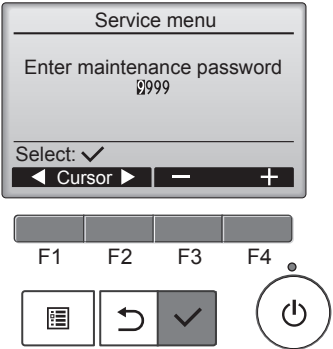 Service menu
Enter maintenance password
9999
Select: ✓
◀ Cursor ▶ − +
F1 F2 F3 F4